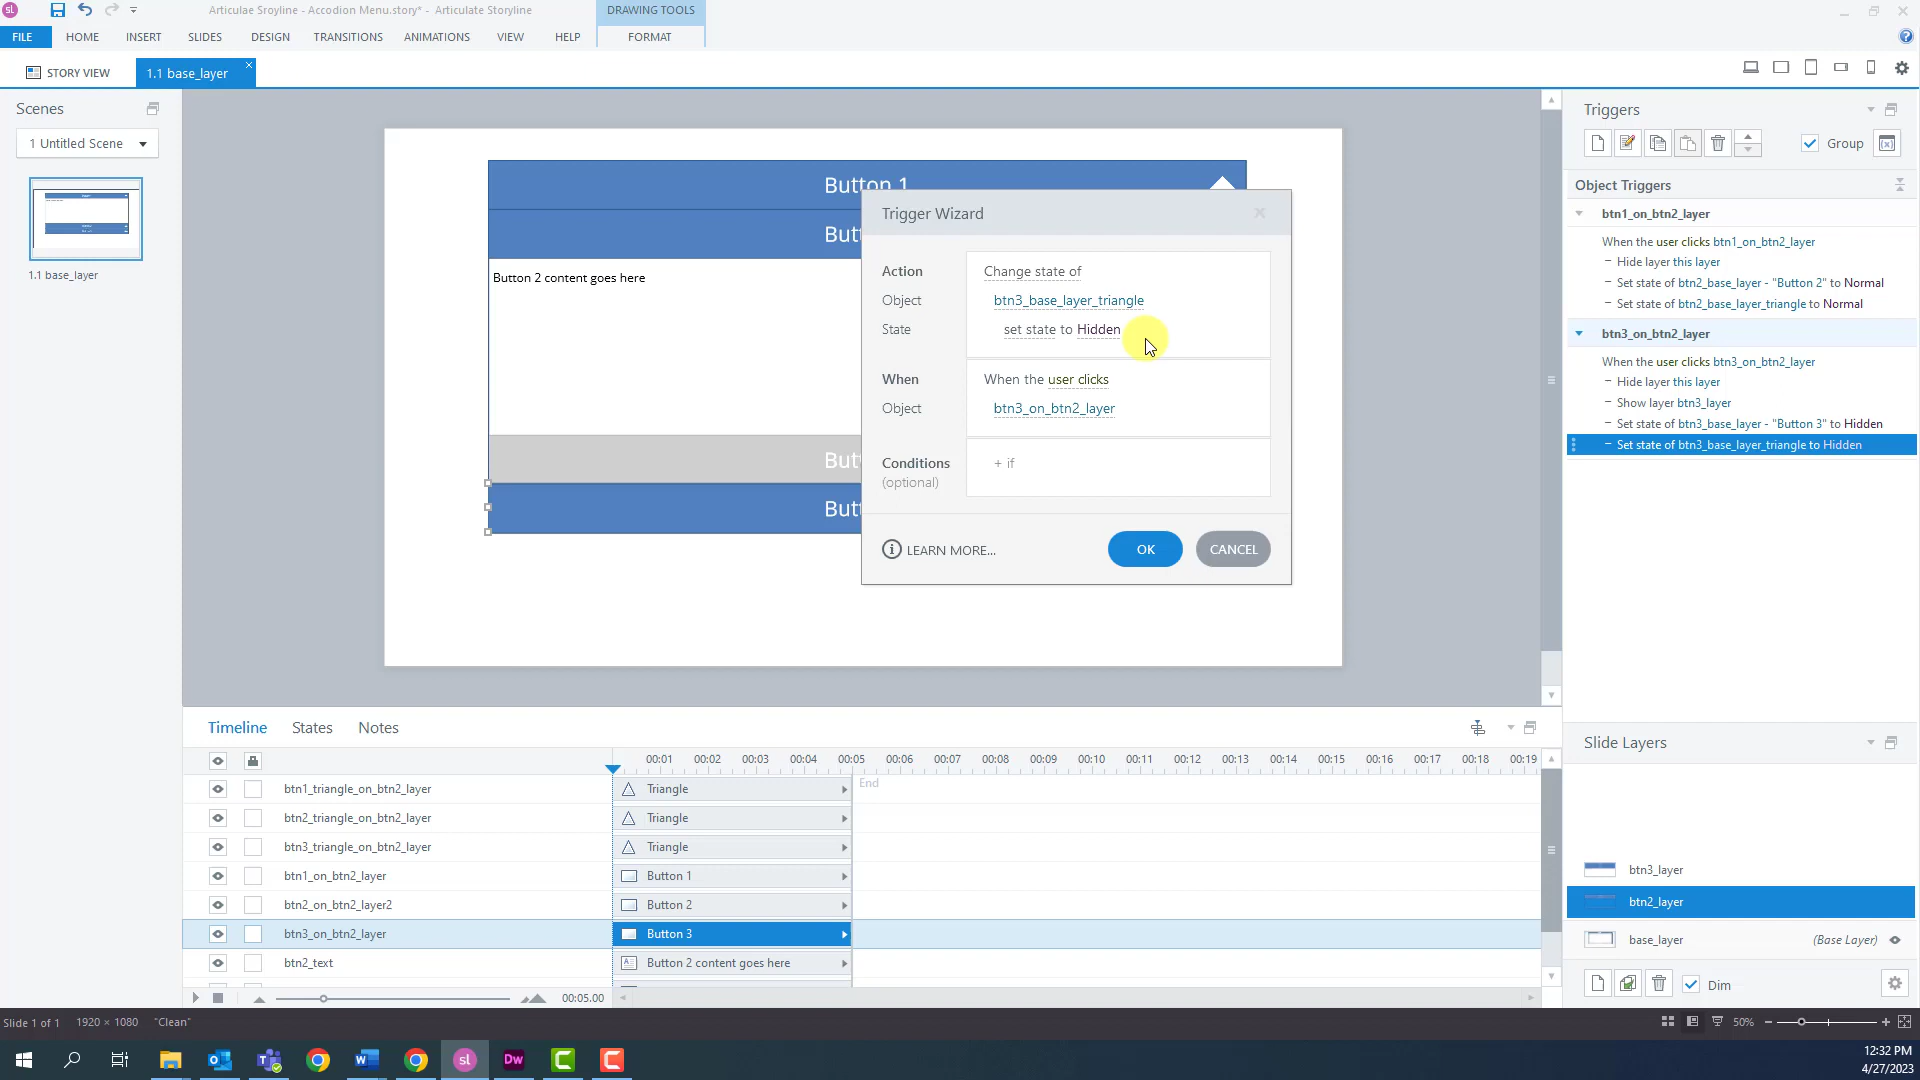 sl
Articulae Sroyline - Accodion Menu.story* - Articulate Storyline
DRAWING TOOLS
FILE HOME INSERT SLIDES DESIGN TRANSITIONS ANIMATIONS VIEW HELP FORMAT
STORY VIEW
1.1 base_layer
Scenes
1 Untitled Scene
1.1 base_layer
Button 1
But
Button 2 content goes here
But
But
Trigger Wizard
Action
Change state of
Object
btn3_base_layer_triangle
State
set state to Hidden
When
When the user clicks
Object
btn3_on_btn2_layer
Conditions
(optional)
+ if
LEARN MORE...
OK
CANCEL
Triggers
Group
Object Triggers
btn1_on_btn2_layer
When the user clicks btn1_on_btn2_layer
Hide layer this layer
Set state of btn2_base_layer - "Button 2" to Normal
Set state of btn2_base_layer_triangle to Normal
btn3_on_btn2_layer
When the user clicks btn3_on_btn2_layer
Hide layer this layer
Show layer btn3_layer
Set state of btn3_base_layer - "Button 3" to Hidden
Set state of btn3_base_layer_triangle to Hidden
Timeline States Notes
00:01 00:02 00:03 00:04 00:05 00:06 00:07 00:08 00:09 00:10 00:11 00:12 00:13 00:14 00:15 00:16 00:17 00:18 00:19
End
btn1_triangle_on_btn2_layer Triangle
btn2_triangle_on_btn2_layer Triangle
btn3_triangle_on_btn2_layer Triangle
btn1_on_btn2_layer Button 1
btn2_on_btn2_layer2 Button 2
btn3_on_btn2_layer Button 3
btn2_text Button 2 content goes here
00:05.00
Slide Layers
btn3_layer
btn2_layer
base_layer (Base Layer)
Dim
Slide 1 of 1 1920 × 1080 "Clean"
50%
sl
Dw
12:32 PM
4/27/2023